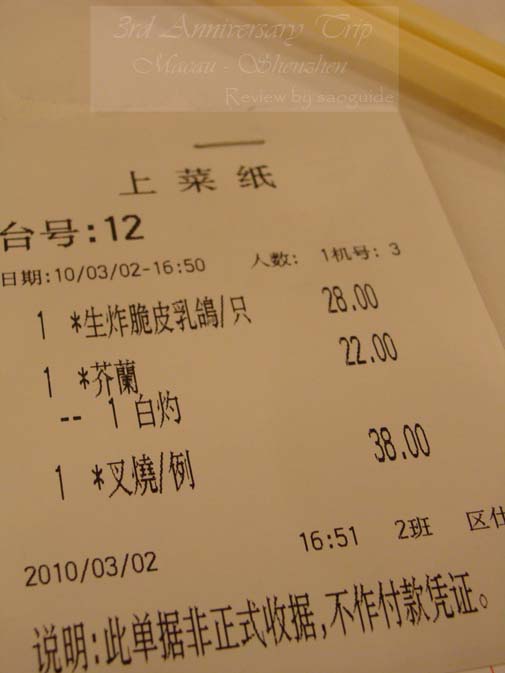 3rd Anniversary Trip
Macau - Shenzhen
Review by saoguide
上菜纸
台号:12
日期:10/03/02-16:50 人数: 1机号: 3
1 *生炸脆皮乳鸽/只 28.00
1 *芥蘭 22.00
-- 1 白灼
1 *叉燒/例 38.00
2010/03/02 16:51 2班 区
说明:此单据非正式收据,不作付款凭证。